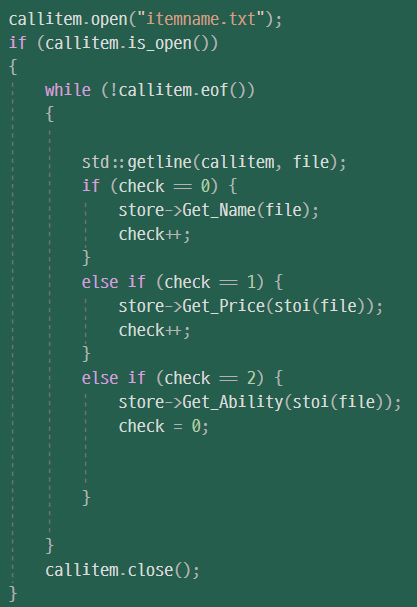 callitem.open("itemname.txt");
if (callitem.is_open())
{
while (!callitem.eof())
{
std::getline(callitem, file);
if (check == 0) {
store->Get_Name(file);
check++;
}
else if (check == 1) {
store->Get_Price(stoi(file));
check++;
}
else if (check == 2) {
store->Get_Ability(stoi(file));
check = 0;
}
}
callitem.close();
}